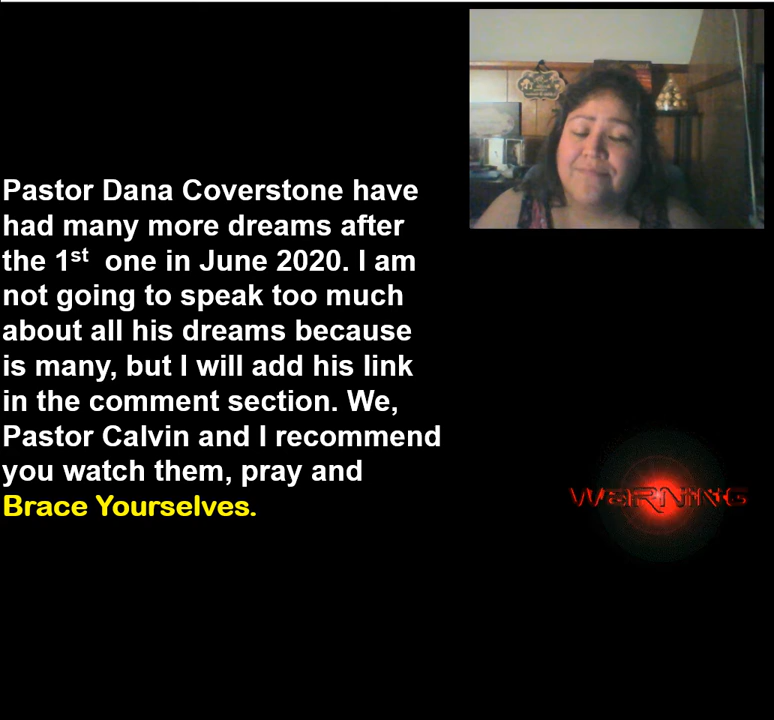 Pastor Dana Coverstone have
had many more dreams after
the 1st one in June 2020. I am
not going to speak too much
about all his dreams because
is many, but I will add his link
in the comment section. We,
Pastor Calvin and I recommend
you watch them, pray and
Brace Yourselves.
WARNING